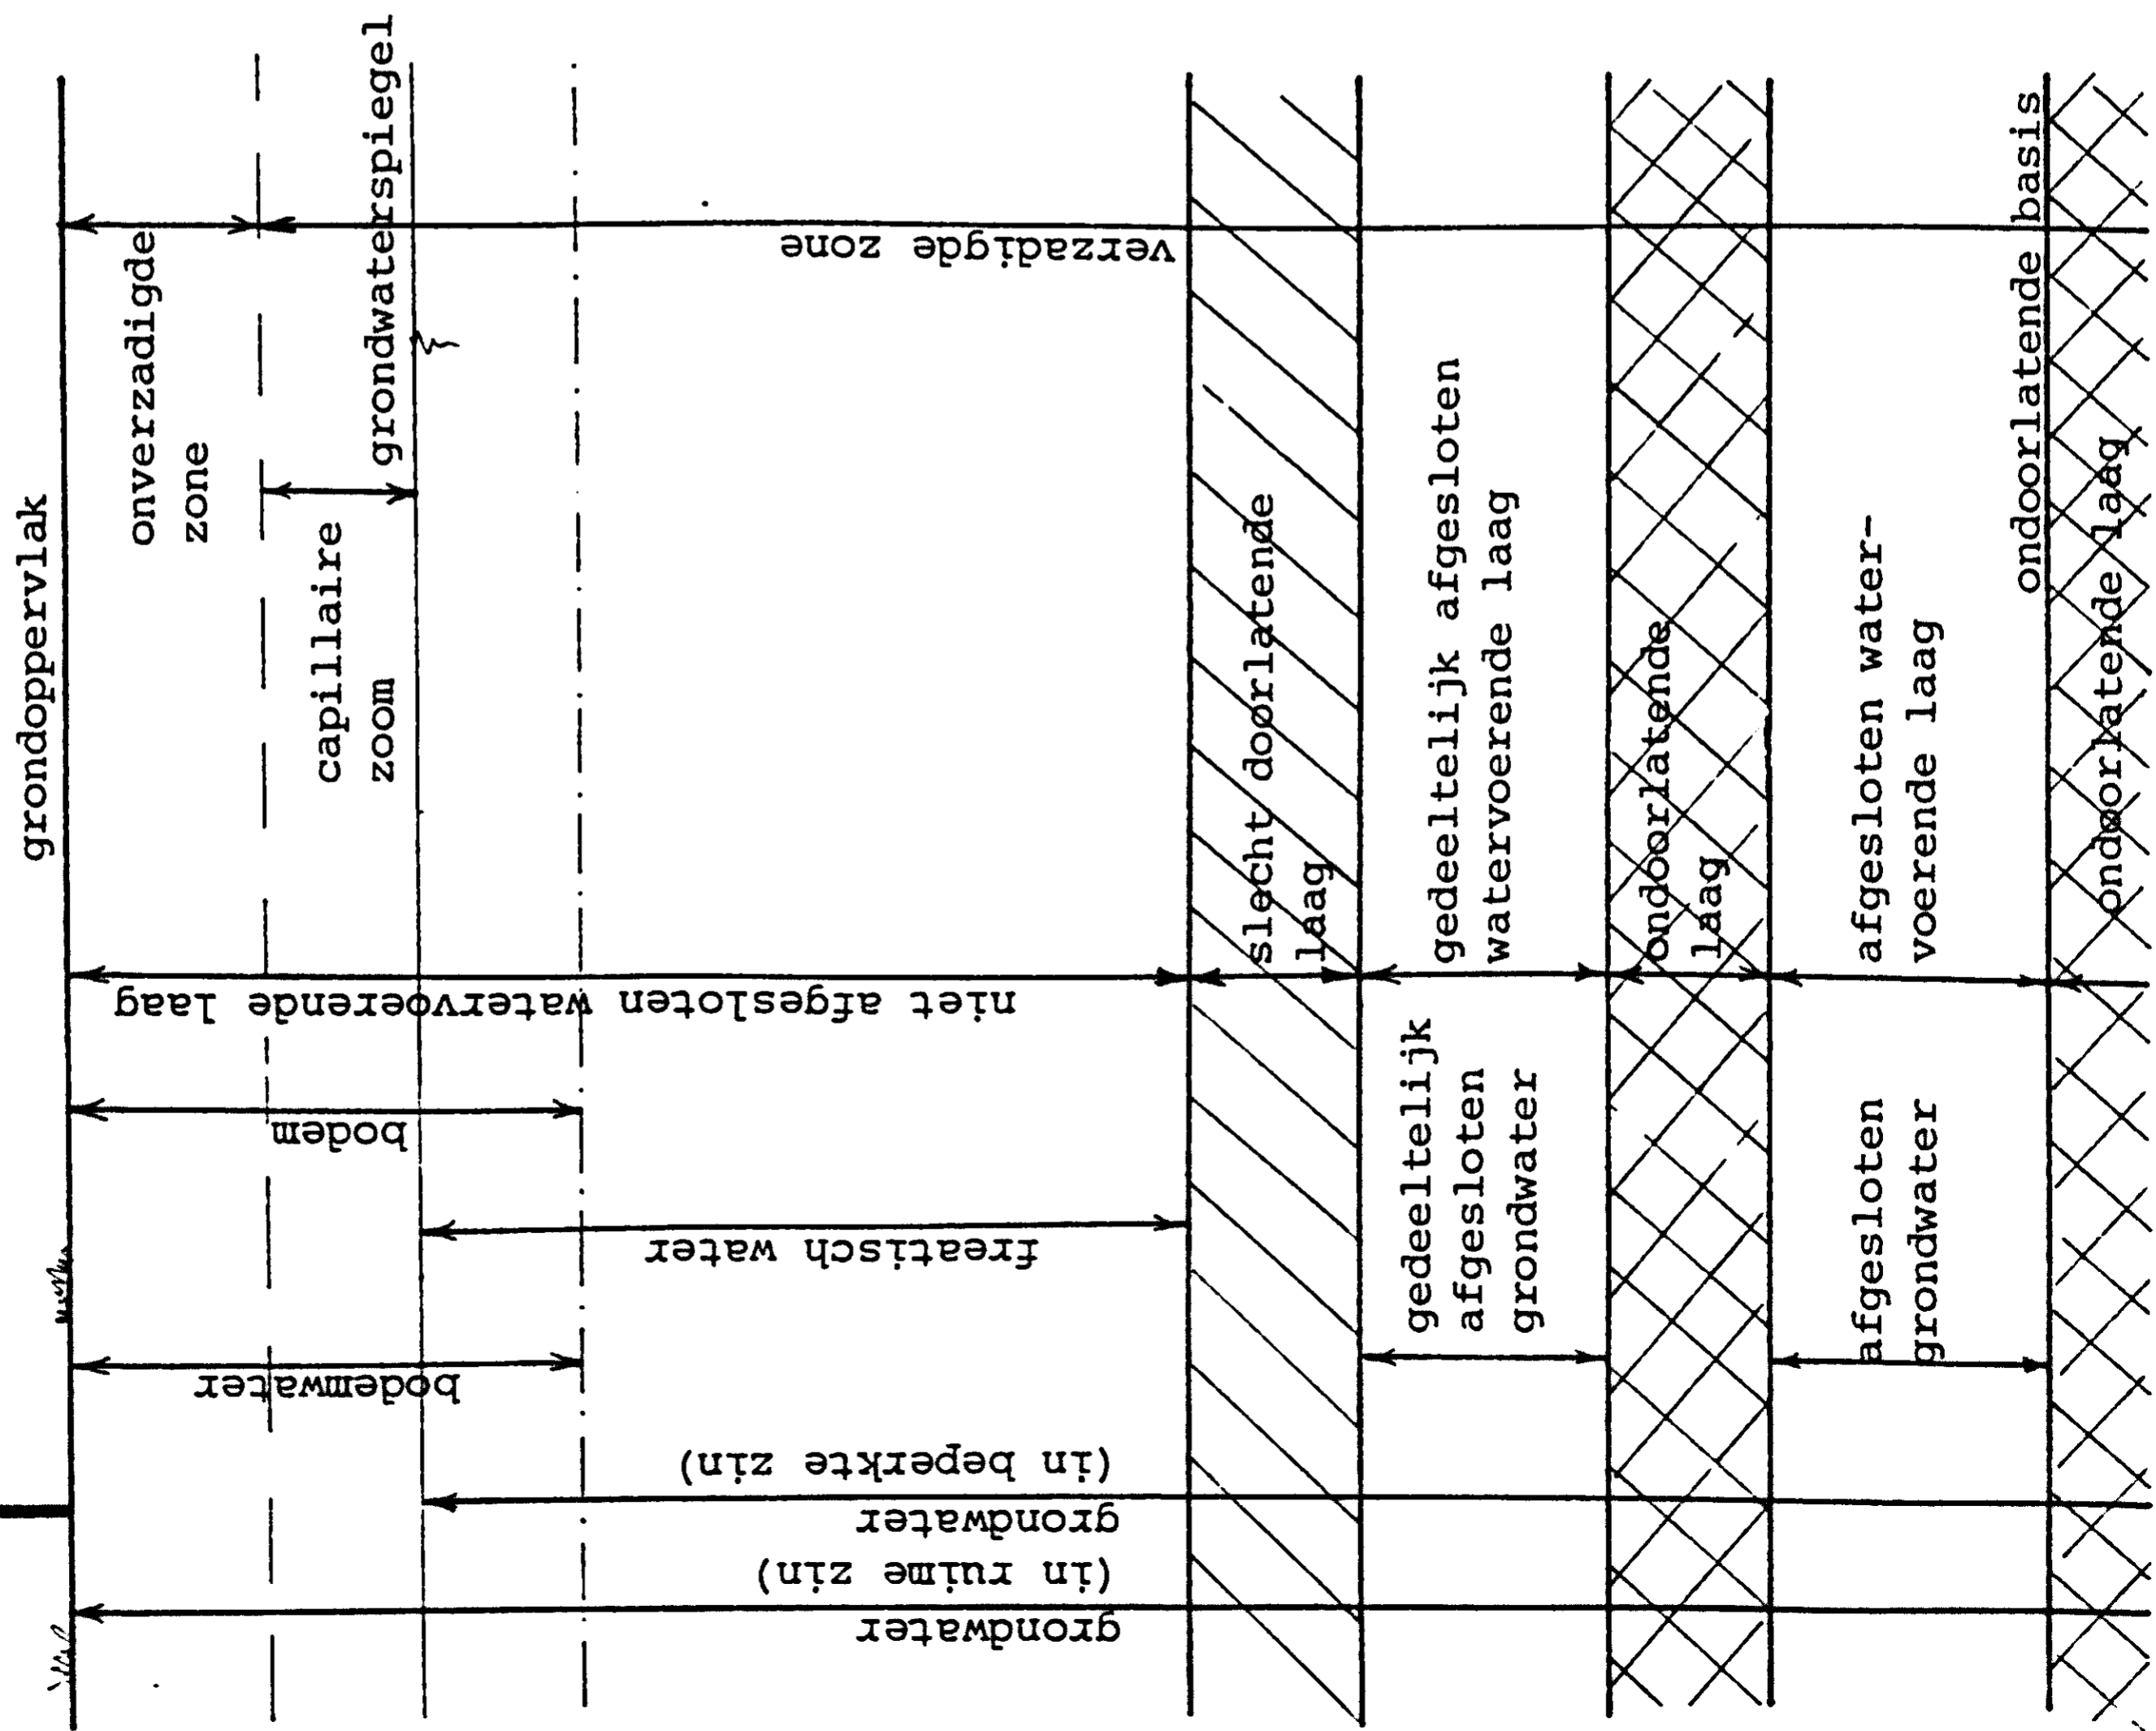 grondoppervlak
onverzadigde
zone
capillaire
zoom
grondwaterspiegel
verzadigde zone
niet afgesloten watervoerende laag
bodem
freatisch water
bodemwater
(in beperkte zin)
grondwater
(in ruime zin)
grondwater
slecht doorlatende
laag
gedeeltelijk afgesloten
watervoerende laag
gedeeltelijk
afgesloten
grondwater
ondoorlatende
laag
afgesloten water-
voerende laag
afgesloten
grondwater
ondoorlatende basis
ondoorlatende laag